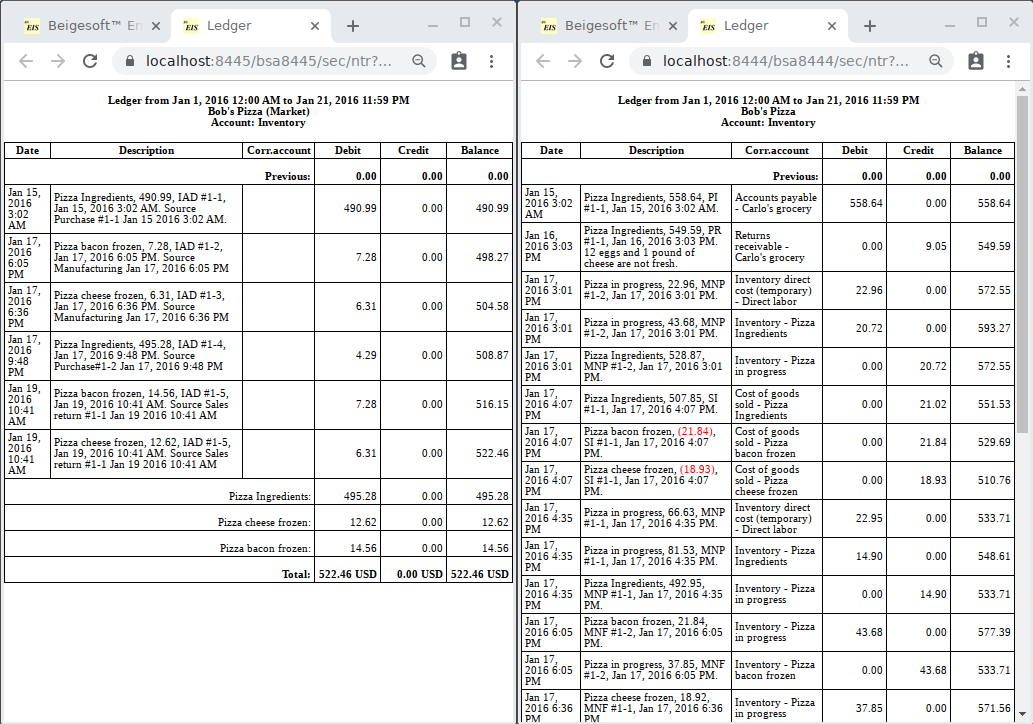 EIS Beigesoft™ En
EIS Ledger
localhost:8445/bsa8445/sec/ntr?...
Ledger from Jan 1, 2016 12:00 AM to Jan 21, 2016 11:59 PM
Bob's Pizza (Market)
Account: Inventory
Date Description Corr.account Debit Credit Balance
Previous: 0.00 0.00 0.00
Jan 15,
2016
3:02
AM
Pizza Ingredients, 490.99, IAD #1-1,
Jan 15, 2016 3:02 AM. Source
Purchase #1-1 Jan 15 2016 3:02 AM.
490.99 0.00 490.99
Jan 17,
2016
6:05
PM
Pizza bacon frozen, 7.28, IAD #1-2,
Jan 17, 2016 6:05 PM. Source
Manufacturing Jan 17, 2016 6:05 PM
7.28 0.00 498.27
Jan 17,
2016
6:36
PM
Pizza cheese frozen, 6.31, IAD #1-3,
Jan 17, 2016 6:36 PM. Source
Manufacturing Jan 17, 2016 6:36 PM
6.31 0.00 504.58
Jan 17,
2016
9:48
PM
Pizza Ingredients, 495.28, IAD #1-4,
Jan 17, 2016 9:48 PM. Source
Purchase#1-2 Jan 17, 2016 9:48 PM
4.29 0.00 508.87
Jan 19,
2016
10:41
AM
Pizza bacon frozen, 14.56, IAD #1-5,
Jan 19, 2016 10:41 AM. Source Sales
return #1-1 Jan 19 2016 10:41 AM
7.28 0.00 516.15
Jan 19,
2016
10:41
AM
Pizza cheese frozen, 12.62, IAD #1-5,
Jan 19, 2016 10:41 AM. Source Sales
return #1-1 Jan 19 2016 10:41 AM
6.31 0.00 522.46
Pizza Ingredients: 495.28 0.00 495.28
Pizza cheese frozen: 12.62 0.00 12.62
Pizza bacon frozen: 14.56 0.00 14.56
Total: 522.46 USD 0.00 USD 522.46 USD
EIS Beigesoft™ En
EIS Ledger
localhost:8444/bsa8444/sec/ntr?...
Ledger from Jan 1, 2016 12:00 AM to Jan 21, 2016 11:59 PM
Bob's Pizza
Account: Inventory
Date Description Corr.account Debit Credit Balance
Previous: 0.00 0.00 0.00
Jan 15,
2016 3:02
AM
Pizza Ingredients, 558.64, PI
#1-1, Jan 15, 2016 3:02 AM.
Accounts payable
- Carlo's grocery
558.64 0.00 558.64
Jan 16,
2016 3:03
PM
Pizza Ingredients, 549.59, PR
#1-1, Jan 16, 2016 3:03 PM.
12 eggs and 1 pound of
cheese are not fresh.
Returns
receivable -
Carlo's grocery
0.00 9.05 549.59
Jan 17,
2016 3:01
PM
Pizza in progress, 22.96, MNP
#1-2, Jan 17, 2016 3:01 PM.
Inventory direct
cost (temporary)
- Direct labor
22.96 0.00 572.55
Jan 17,
2016 3:01
PM
Pizza in progress, 43.68, MNP
#1-2, Jan 17, 2016 3:01 PM.
Inventory - Pizza
Ingredients
20.72 0.00 593.27
Jan 17,
2016 3:01
PM
Pizza Ingredients, 528.87,
MNP #1-2, Jan 17, 2016 3:01
PM.
Inventory - Pizza
in progress
0.00 20.72 572.55
Jan 17,
2016 4:07
PM
Pizza Ingredients, 507.85, SI
#1-1, Jan 17, 2016 4:07 PM.
Cost of goods
sold - Pizza
Ingredients
0.00 21.02 551.53
Jan 17,
2016 4:07
PM
Pizza bacon frozen, (21.84),
SI #1-1, Jan 17, 2016 4:07
PM.
Cost of goods
sold - Pizza
bacon frozen
0.00 21.84 529.69
Jan 17,
2016 4:07
PM
Pizza cheese frozen, (18.93),
SI #1-1, Jan 17, 2016 4:07
PM.
Cost of goods
sold - Pizza
cheese frozen
0.00 18.93 510.76
Jan 17,
2016 4:35
PM
Pizza in progress, 66.63, MNP
#1-1, Jan 17, 2016 4:35 PM.
Inventory direct
cost (temporary)
- Direct labor
22.95 0.00 533.71
Jan 17,
2016 4:35
PM
Pizza in progress, 81.53, MNP
#1-1, Jan 17, 2016 4:35 PM.
Inventory - Pizza
Ingredients
14.90 0.00 548.61
Jan 17,
2016 4:35
PM
Pizza Ingredients, 492.95,
MNP #1-1, Jan 17, 2016 4:35
PM.
Inventory - Pizza
in progress
0.00 14.90 533.71
Jan 17,
2016 6:05
PM
Pizza bacon frozen, 21.84,
MNF #1-2, Jan 17, 2016 6:05
PM.
Inventory - Pizza
in progress
43.68 0.00 577.39
Jan 17,
2016 6:05
PM
Pizza in progress, 37.85, MNF
#1-2, Jan 17, 2016 6:05 PM.
Inventory - Pizza
bacon frozen
0.00 43.68 533.71
Jan 17,
2016 6:36
PM
Pizza cheese frozen, 18.92,
MNF #1-1, Jan 17, 2016 6:36
PM
Inventory - Pizza
in progress
37.85 0.00 571.56